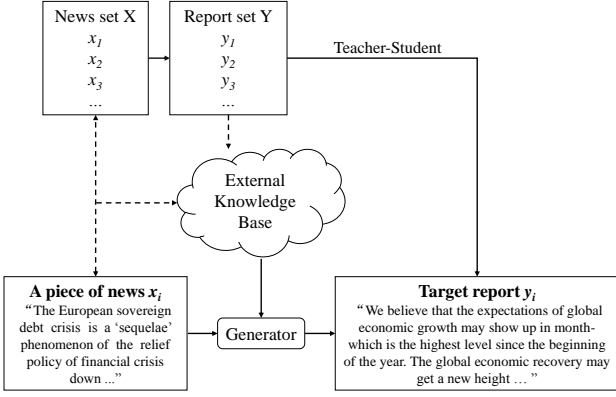 News set X
x1
x2
x3
...
Report set Y
y1
y2
y3
...
Teacher-Student
External
Knowledge
Base
A piece of news xi
“The European sovereign
debt crisis is a ‘sequelae’
phenomenon of the relief
policy of financial crisis
down ...”
Generator
Target report yi
“We believe that the expectations of global
economic growth may show up in month-
which is the highest level since the beginning
of the year. The global economic recovery may
get a new height … ”